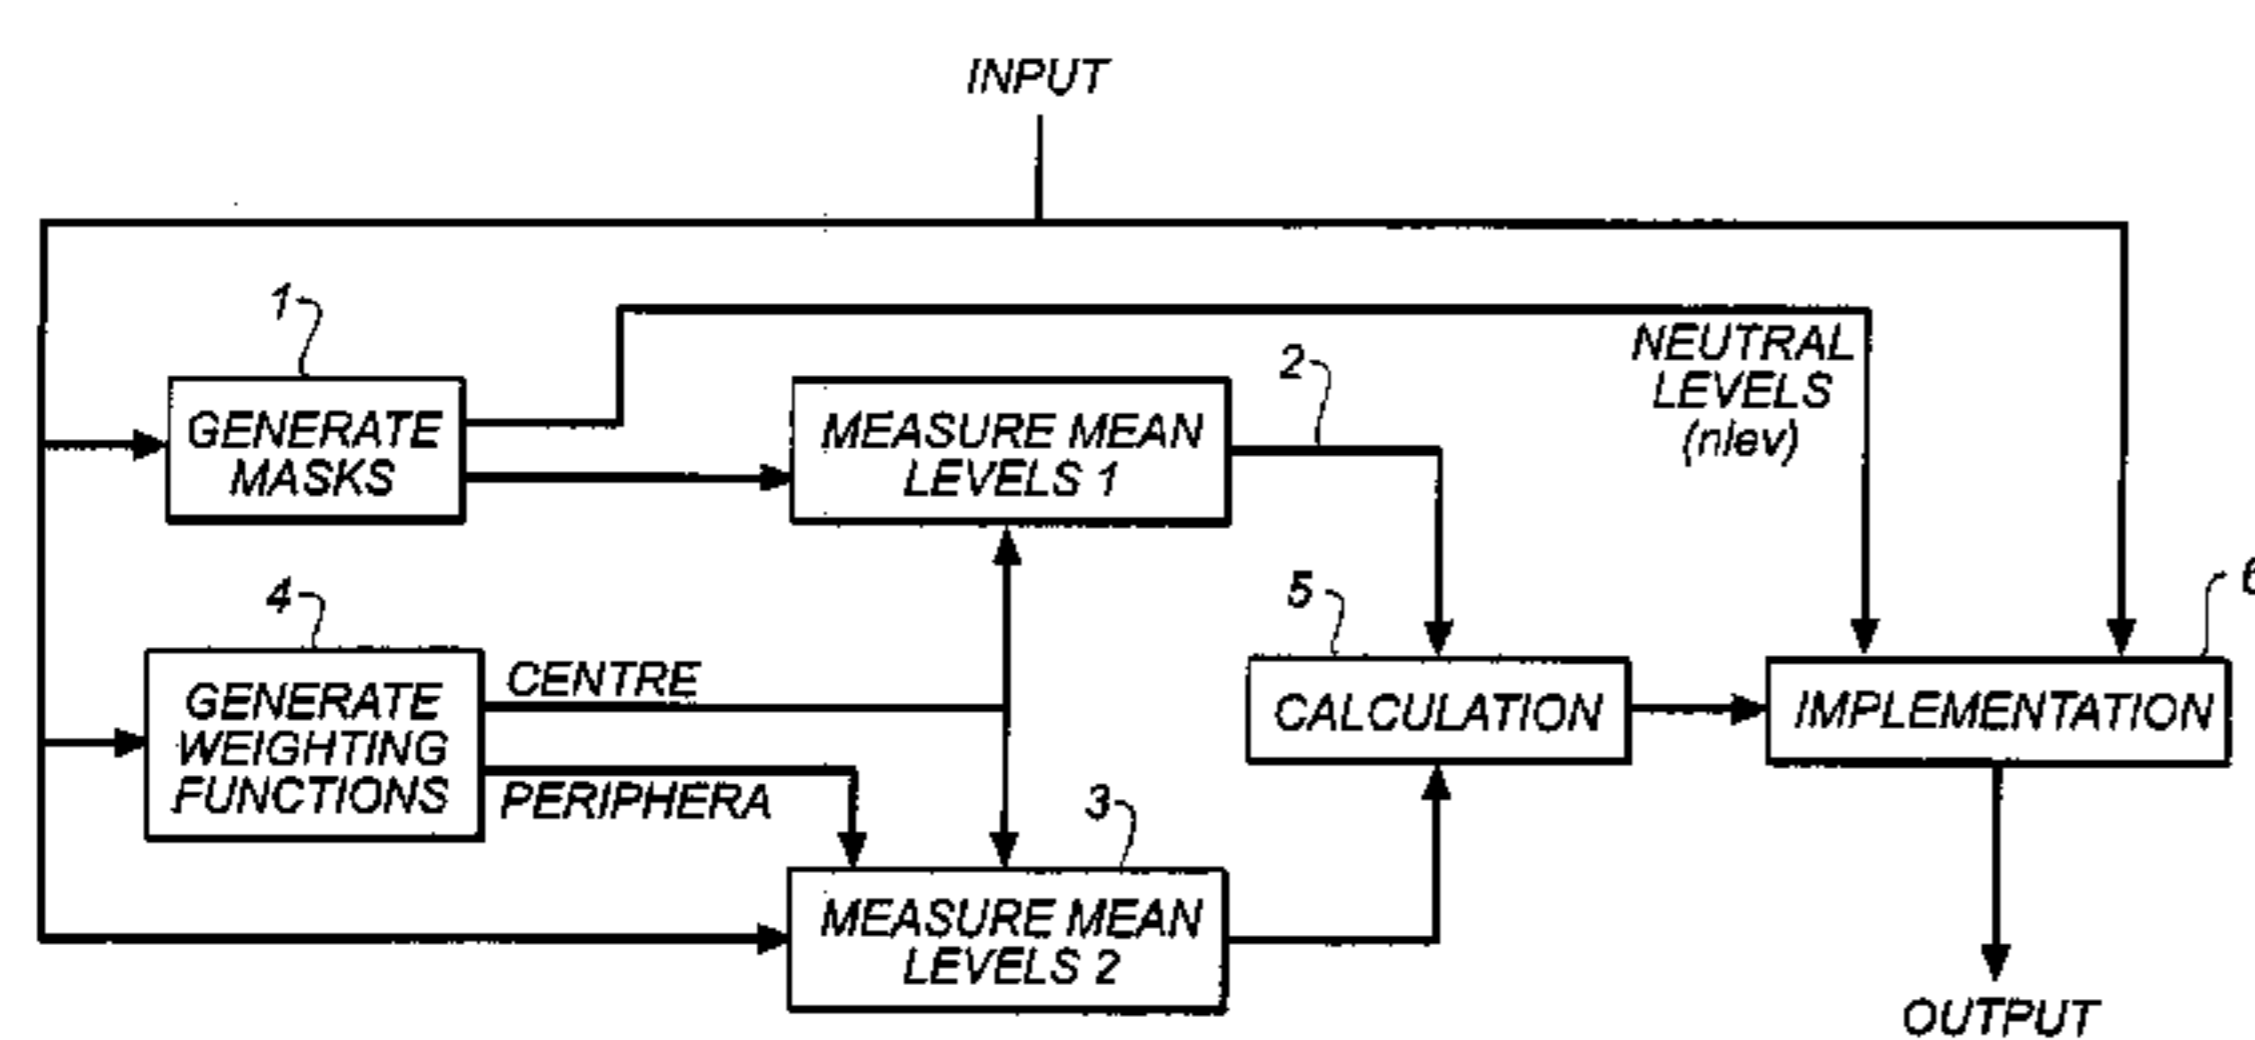 INPUT
1
2
NEUTRAL
LEVELS
(nlev)
GENERATE
MASKS
MEASURE MEAN
LEVELS 1
4
5
6
GENERATE
WEIGHTING
FUNCTIONS
CENTRE
PERIPHERA
CALCULATION
IMPLEMENTATION
3
MEASURE MEAN
LEVELS 2
OUTPUT